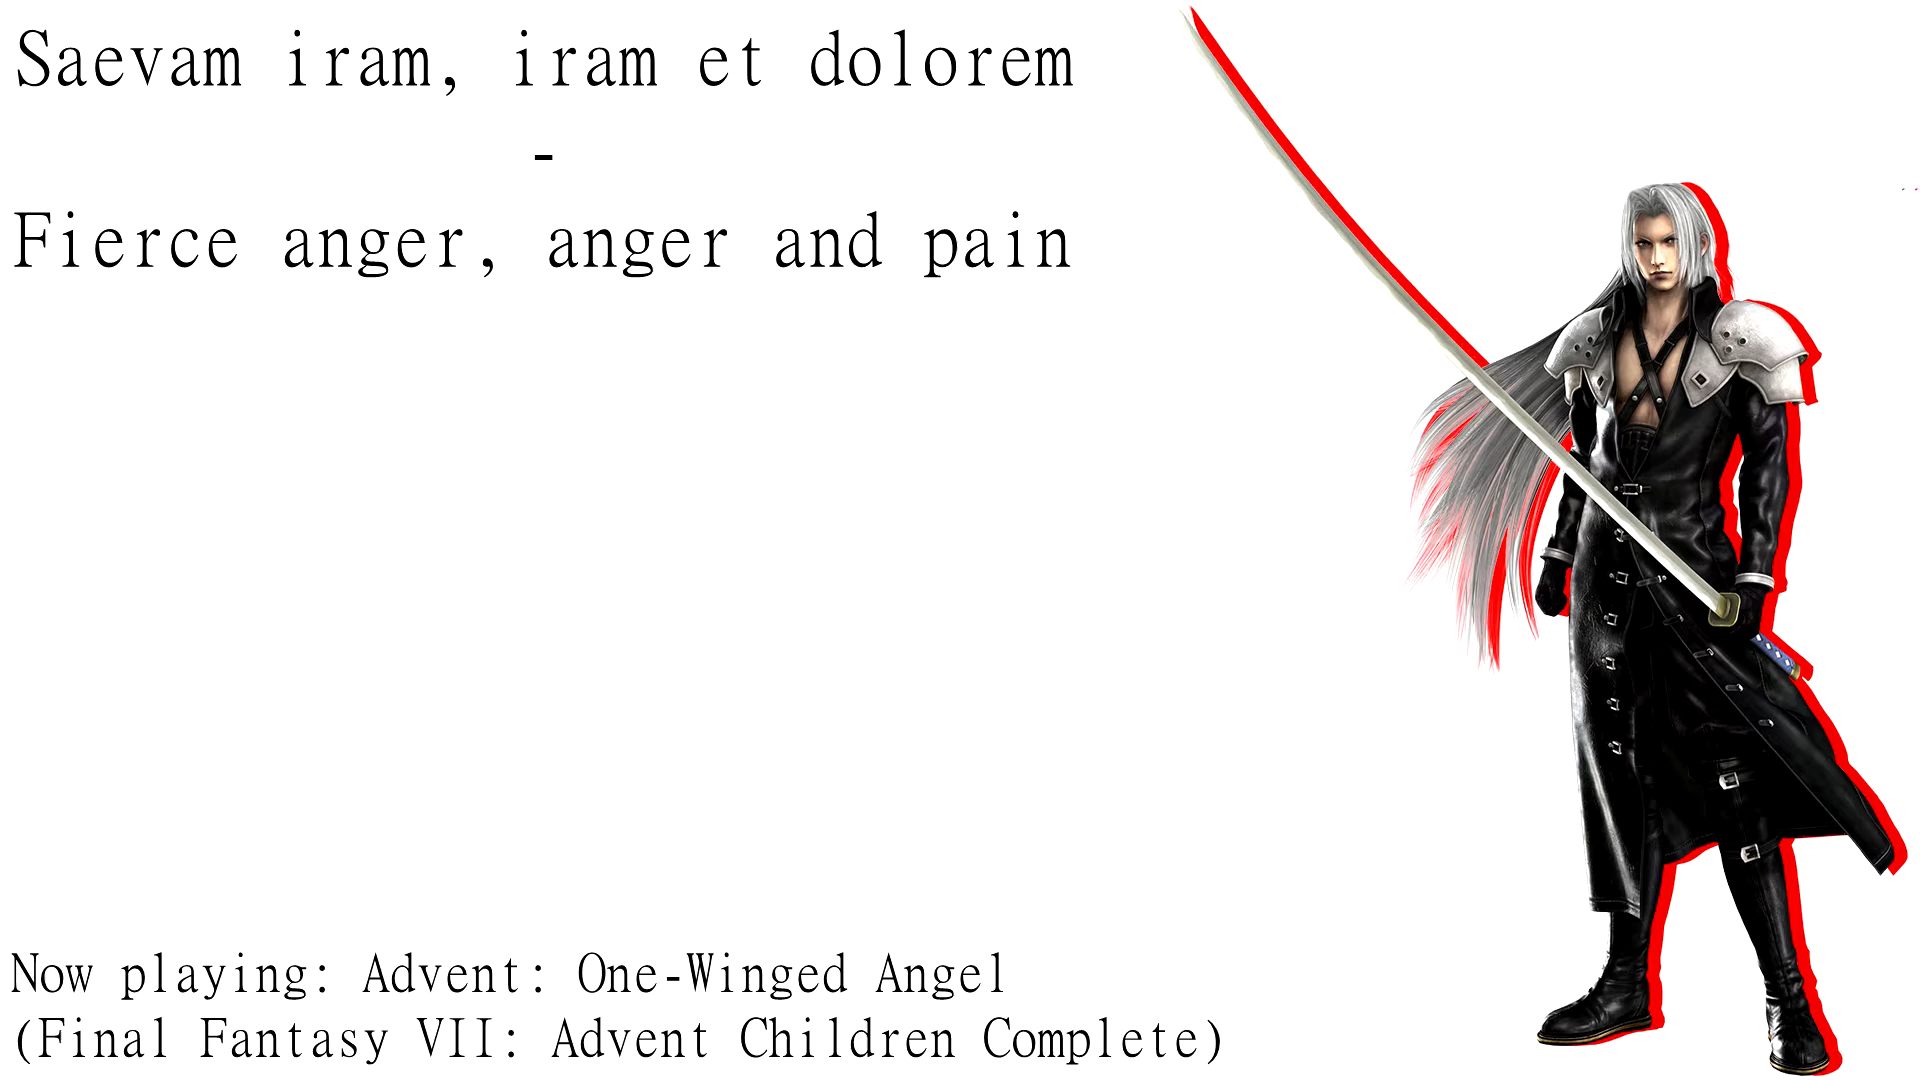 Saevam iram, iram et dolorem
-
Fierce anger, anger and pain
Now playing: Advent: One-Winged Angel
(Final Fantasy VII: Advent Children Complete)